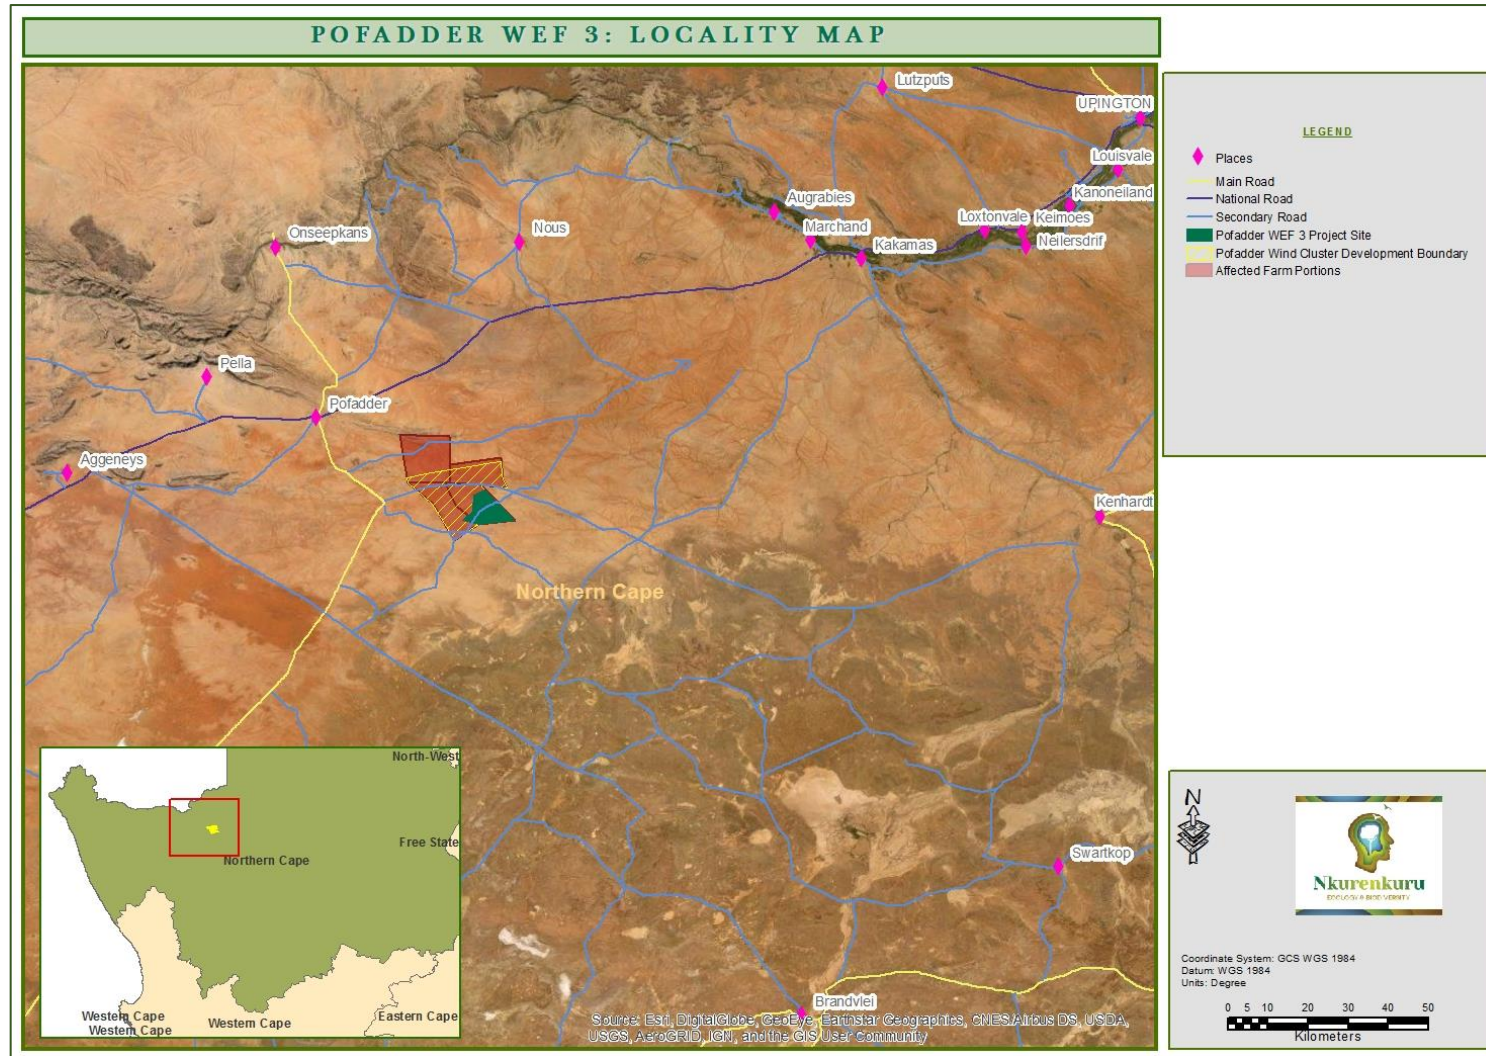 POFADDER WEF 3: LOCALITY MAP
Lutzputs
UPINGTON
Louisvale
Kanoneiland
Augrabies
Loxtonvale
Keimoes
Marchand
Neilersdrif
Onseepkans
Nous
Kakamas
Pella
Pofadder
Aggeneys
Kenhardt
Northern Cape
Swartkop
Brandvlei
North-West
Free State
Northern Cape
Western Cape
Western Cape
Western Cape
Eastern Cape
Source: Esri, DigitalGlobe, GeoEye, Earthstar Geographics, CNES/Airbus DS, USDA,
USGS, AeroGRID, IGN, and the GIS User Community
LEGEND
Places
Main Road
National Road
Secondary Road
Pofadder WEF 3 Project Site
Pofadder Wind Cluster Development Boundary
Affected Farm Portions
N
Nkurenkuru
ECOLOGY & BIODIVERSITY
Coordinate System: GCS WGS 1984
Datum: WGS 1984
Units: Degree
0 5 10 20 30 40 50
Kilometers